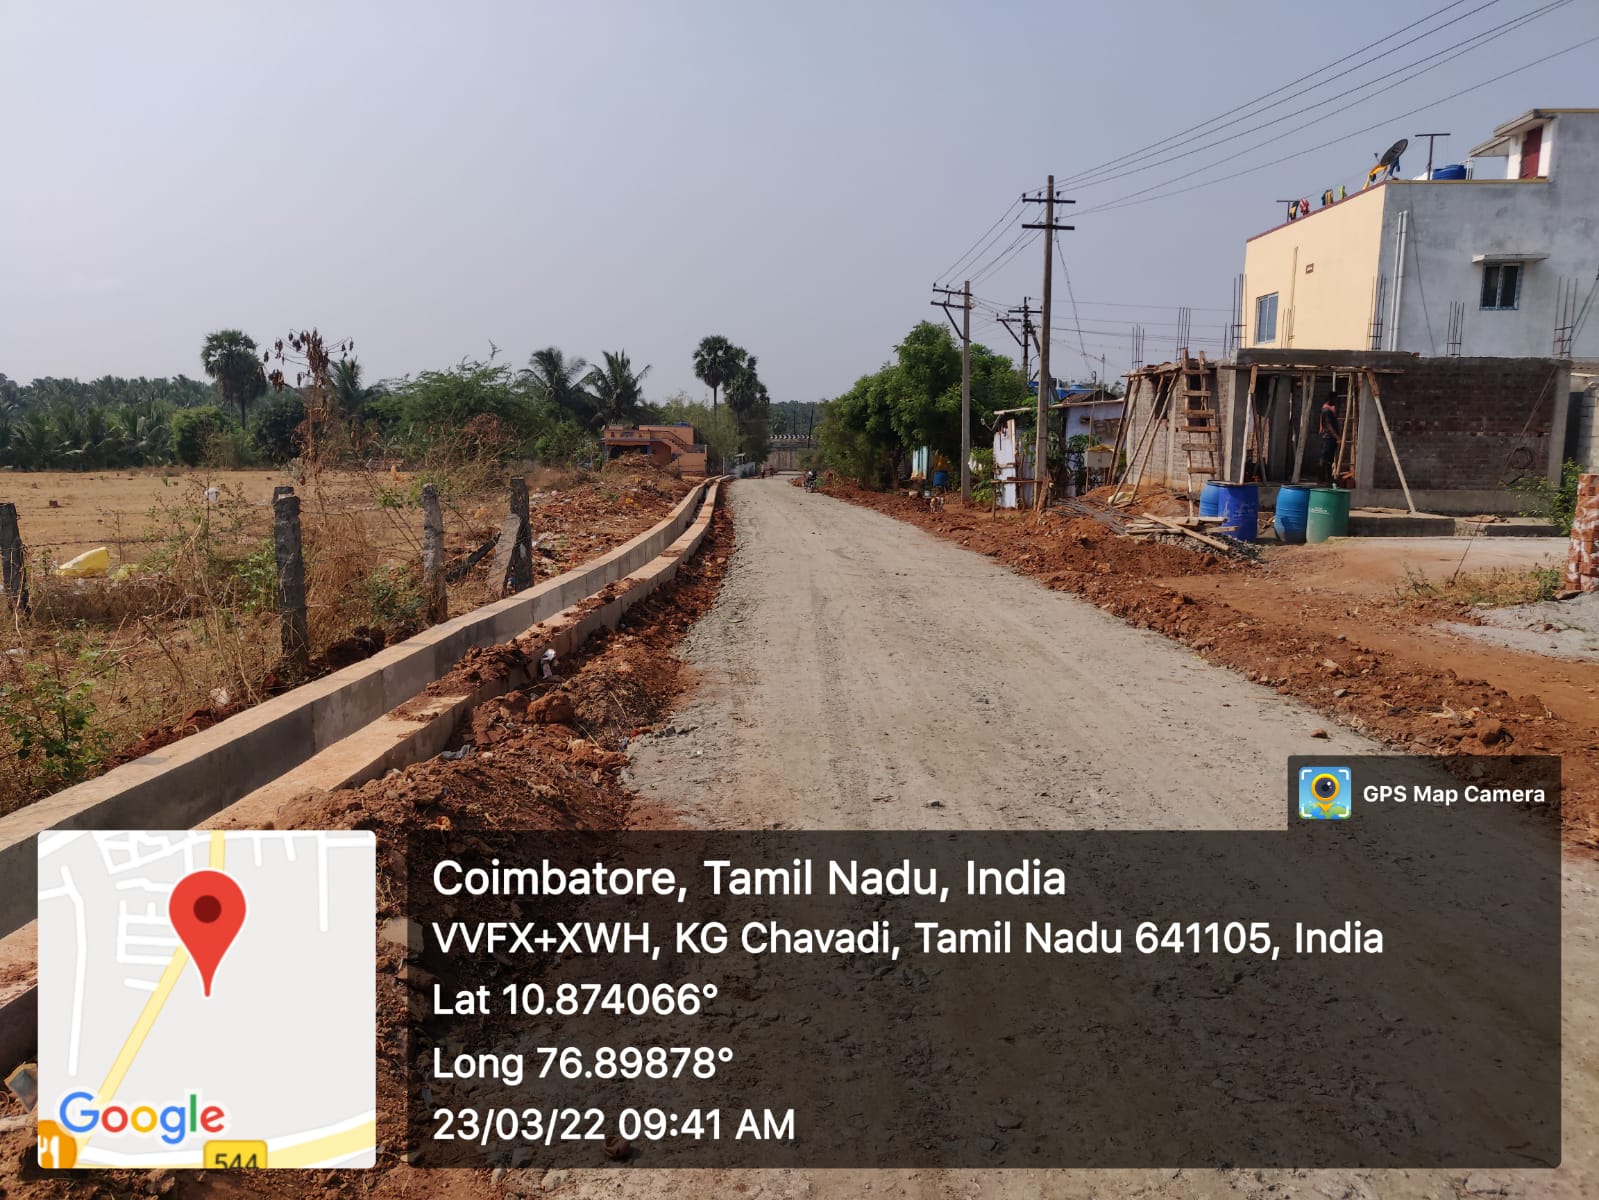 GPS Map Camera
Coimbatore, Tamil Nadu, India
VVFX+XWH, KG Chavadi, Tamil Nadu 641105, India
Lat 10.874066°
Long 76.89878°
23/03/22 09:41 AM
Google
544